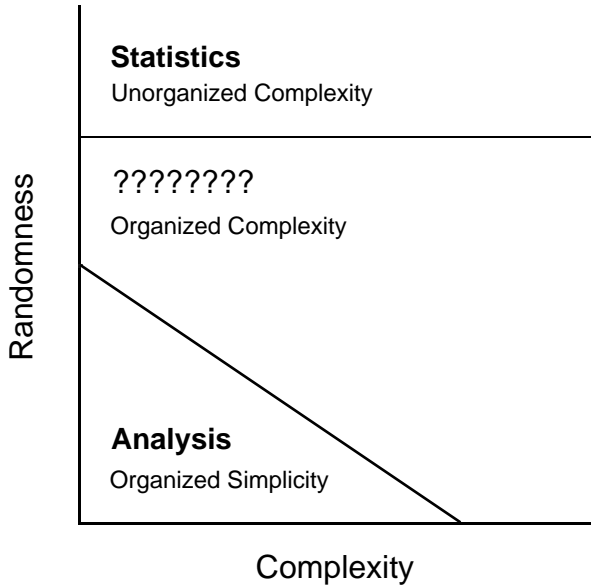 Statistics
Unorganized Complexity
????????
Organized Complexity
Randomness
Analysis
Organized Simplicity
Complexity